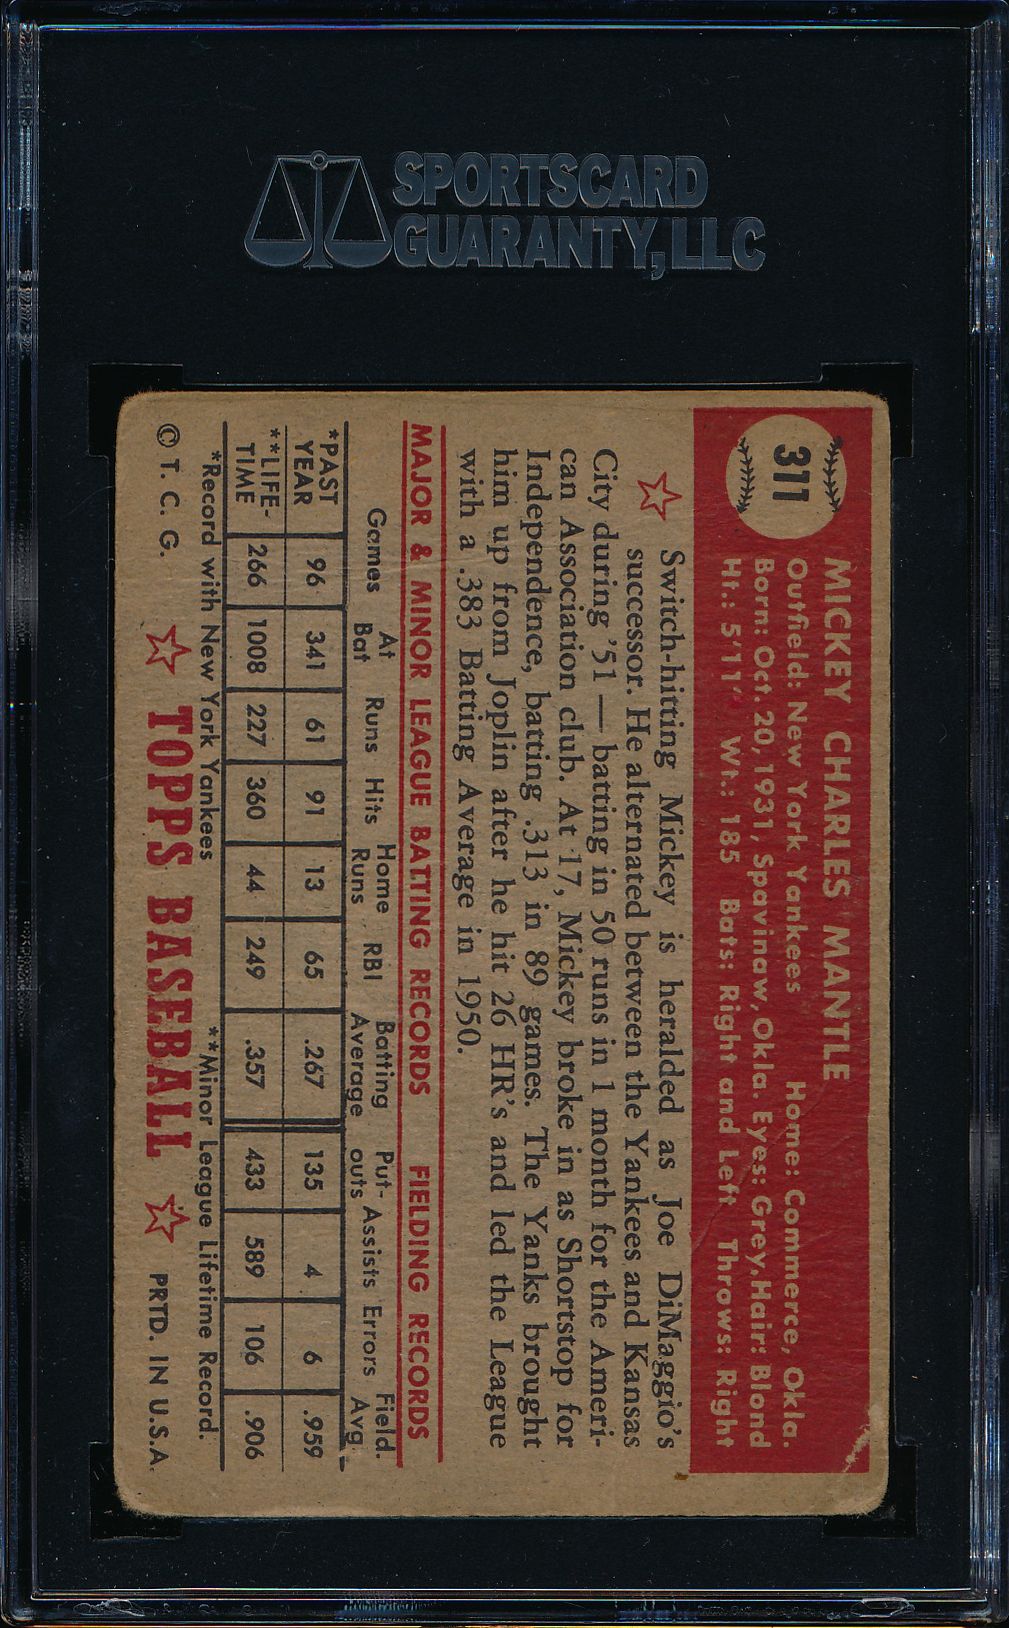 SPORTSCARD
GUARANTY, LLC
311
MICKEY CHARLES MANTLE
Outfield: New York Yankees Home: Commerce, Okla.
Born: Oct. 20, 1931, Spavinaw, Okla. Eyes: Grey. Hair: Blond
Ht.: 5'11" Wt.: 185 Bats: Right and Left Throws: Right
Switch-hitting Mickey is heralded as Joe DiMaggio's
successor. He alternated between the Yankees and Kansas
City during '51 — batting in 50 runs in 1 month for the Ameri-
can Association club. At 17, Mickey broke in as Shortstop for
Independence, batting .313 in 89 games. The Yanks brought
him up from Joplin after he hit 26 HR's and led the League
with a .383 Batting Average in 1950.
MAJOR & MINOR LEAGUE BATTING RECORDS FIELDING RECORDS
Games At Bat Runs Hits Home Runs RBI Batting Average Put-outs Assists Errors Field. Avg.
*PAST YEAR 96 341 61 91 13 65 .267 135 4 6 .959
**LIFE-TIME 266 1008 227 360 44 249 .357 433 589 106 .906
*Record with New York Yankees **Minor League Lifetime Record.
© T. C. G. TOPPS BASEBALL PRTD. IN U.S.A.